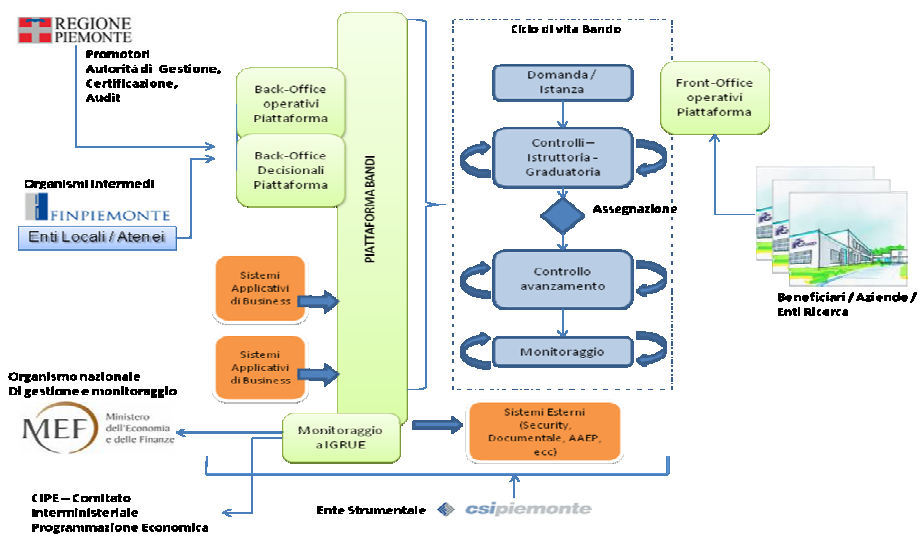 REGIONE
PIEMONTE
Promotori
Autorità di Gestione,
Certificazione,
Audit
Organismi Intermedi
FINPIEMONTE
Enti Locali / Atenei
Back-Office
operativi
Piattaforma
Back-Office
Decisionali
Piattaforma
Sistemi
Applicativi
di Business
Sistemi
Applicativi
di Business
PIATTAFORMA BANDI
Ciclo di vita Bando
Domanda /
Istanza
Controlli –
Istruttoria -
Graduatoria
Assegnazione
Controllo
avanzamento
Monitoraggio
Front-Office
operativi
Piattaforma
Beneficiari / Aziende /
Enti Ricerca
Organismo nazionale
Di gestione e monitoraggio
MEF
Ministero
dell'Economia
e delle Finanze
Monitoraggio
a IGRUE
Sistemi Esterni
(Security,
Documentale, AAEP,
ecc)
CIPE – Comitato
Interministeriale
Programmazione Economica
Ente Strumentale
csipiemonte